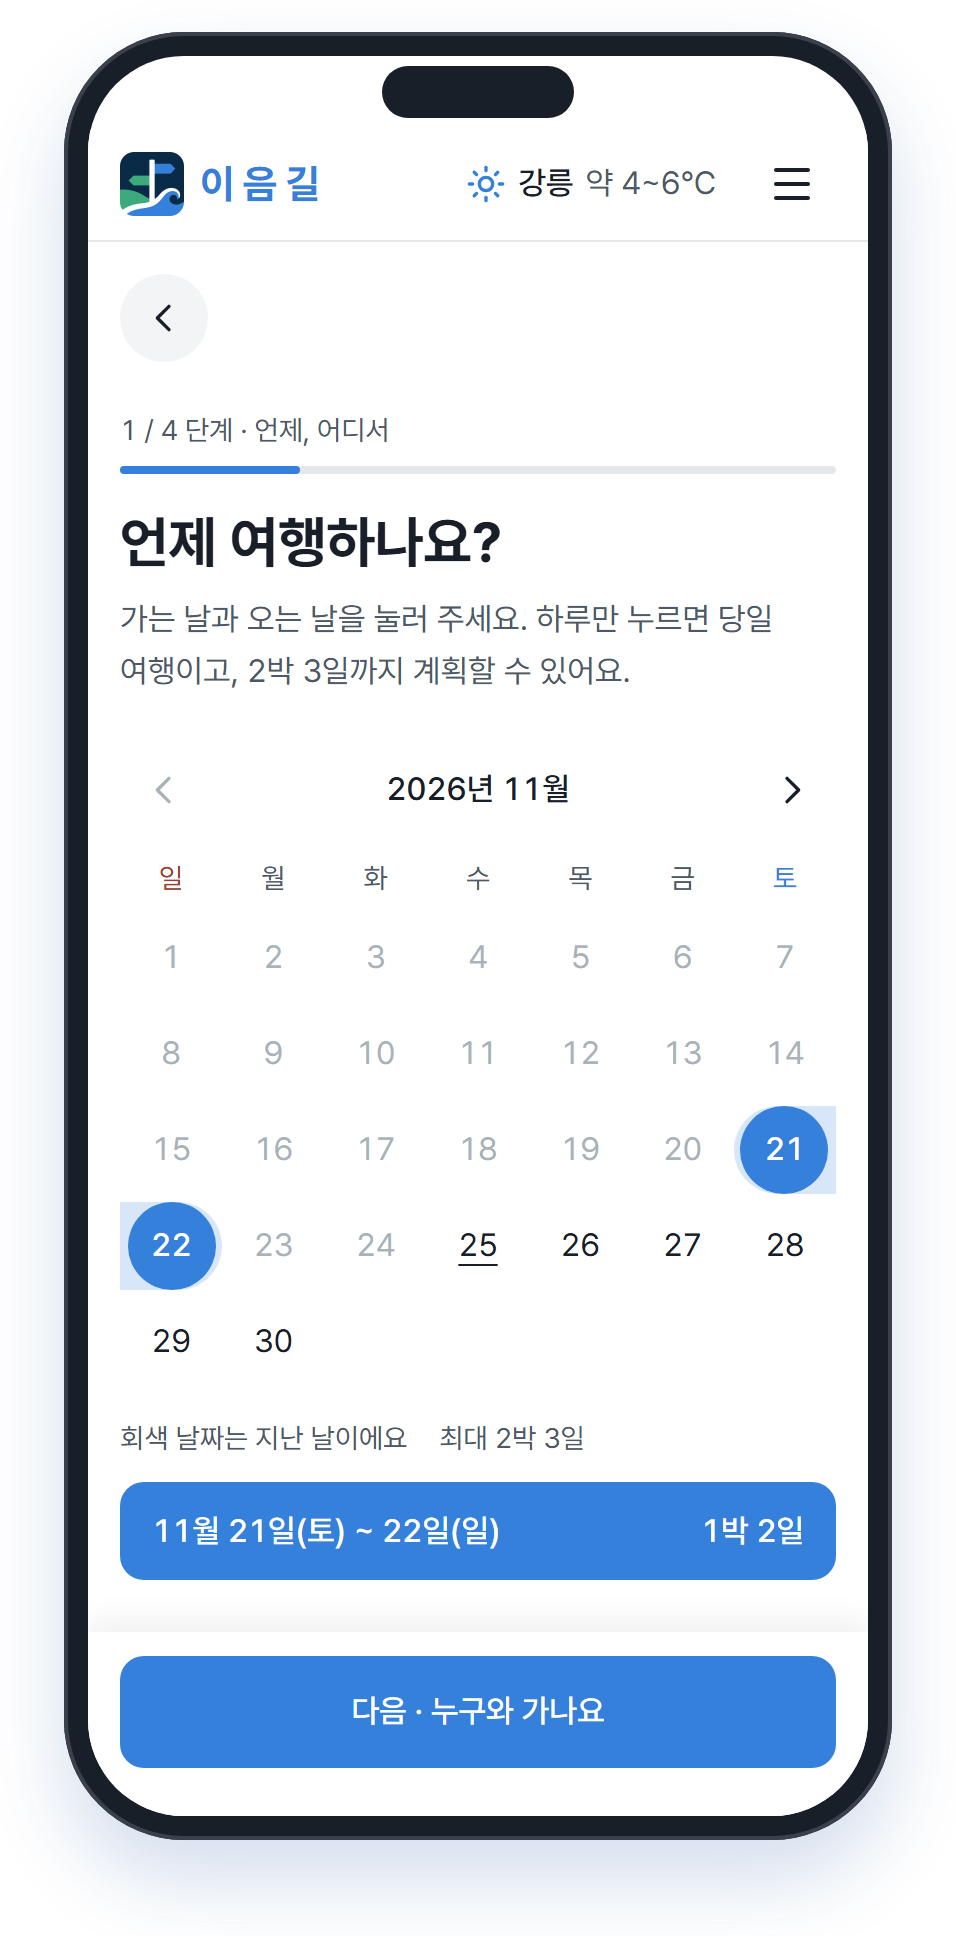 이음길
강릉 약 4~6°C
1 / 4 단계 · 언제, 어디서
언제 여행하나요?
가는 날과 오는 날을 눌러 주세요. 하루만 누르면 당일
여행이고, 2박 3일까지 계획할 수 있어요.
2026년 11월
일 월 화 수 목 금 토
1 2 3 4 5 6 7
8 9 10 11 12 13 14
15 16 17 18 19 20 21
22 23 24 25 26 27 28
29 30
회색 날짜는 지난 날이에요 최대 2박 3일
11월 21일(토) ~ 22일(일) 1박 2일
다음 · 누구와 가나요